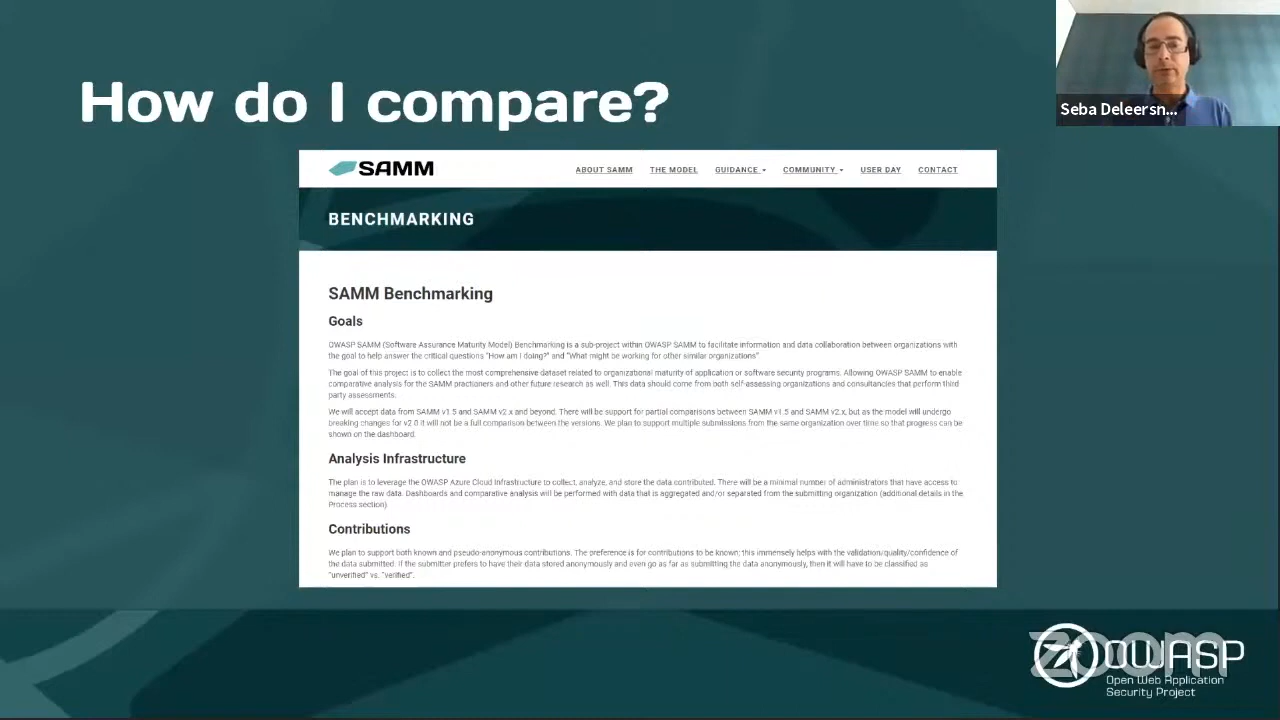 How do I compare?
Seba Deleersn...
SAMM
ABOUT SAMM THE MODEL GUIDANCE COMMUNITY USER DAY CONTACT
BENCHMARKING
SAMM Benchmarking
Goals
OWASP SAMM (Software Assurance Maturity Model) Benchmarking is a sub-project within OWASP SAMM to facilitate information and data collaboration between organizations with
the goal to help answer the critical questions "How am I doing?" and "What might be working for other similar organizations"
The goal of this project is to collect the most comprehensive dataset related to organizational maturity of application or software security programs. Allowing OWASP SAMM to enable
comparative analysis for the SAMM practioners and other future research as well. This data should come from both self-assessing organizations and consultancies that perform third
party assessments.
We will accept data from SAMM v1.5 and SAMM v2.x and beyond. There will be support for partial comparisons between SAMM v1.5 and SAMM v2.x, but as the model will undergo
breaking changes for v2.0 it will not be a full comparison between the versions. We plan to support multiple submissions from the same organization over time so that progress can be
shown on the dashboard.
Analysis Infrastructure
The plan is to leverage the OWASP Azure Cloud Infrastructure to collect, analyze, and store the data contributed. There will be a minimal number of administrators that have access to
manage the raw data. Dashboards and comparative analysis will be performed with data that is aggregated and/or separated from the submitting organization (additional details in the
Process section).
Contributions
We plan to support both known and pseudo-anonymous contributions. The preference is for contributions to be known; this immensely helps with the validation/quality/confidence of
the data submitted. If the submitter prefers to have their data stored anonymously and even go as far as submitting the data anonymously, then it will have to be classified as
"unverified" vs. "verified".
zoom
OWASP
Open Web Application
Security Project